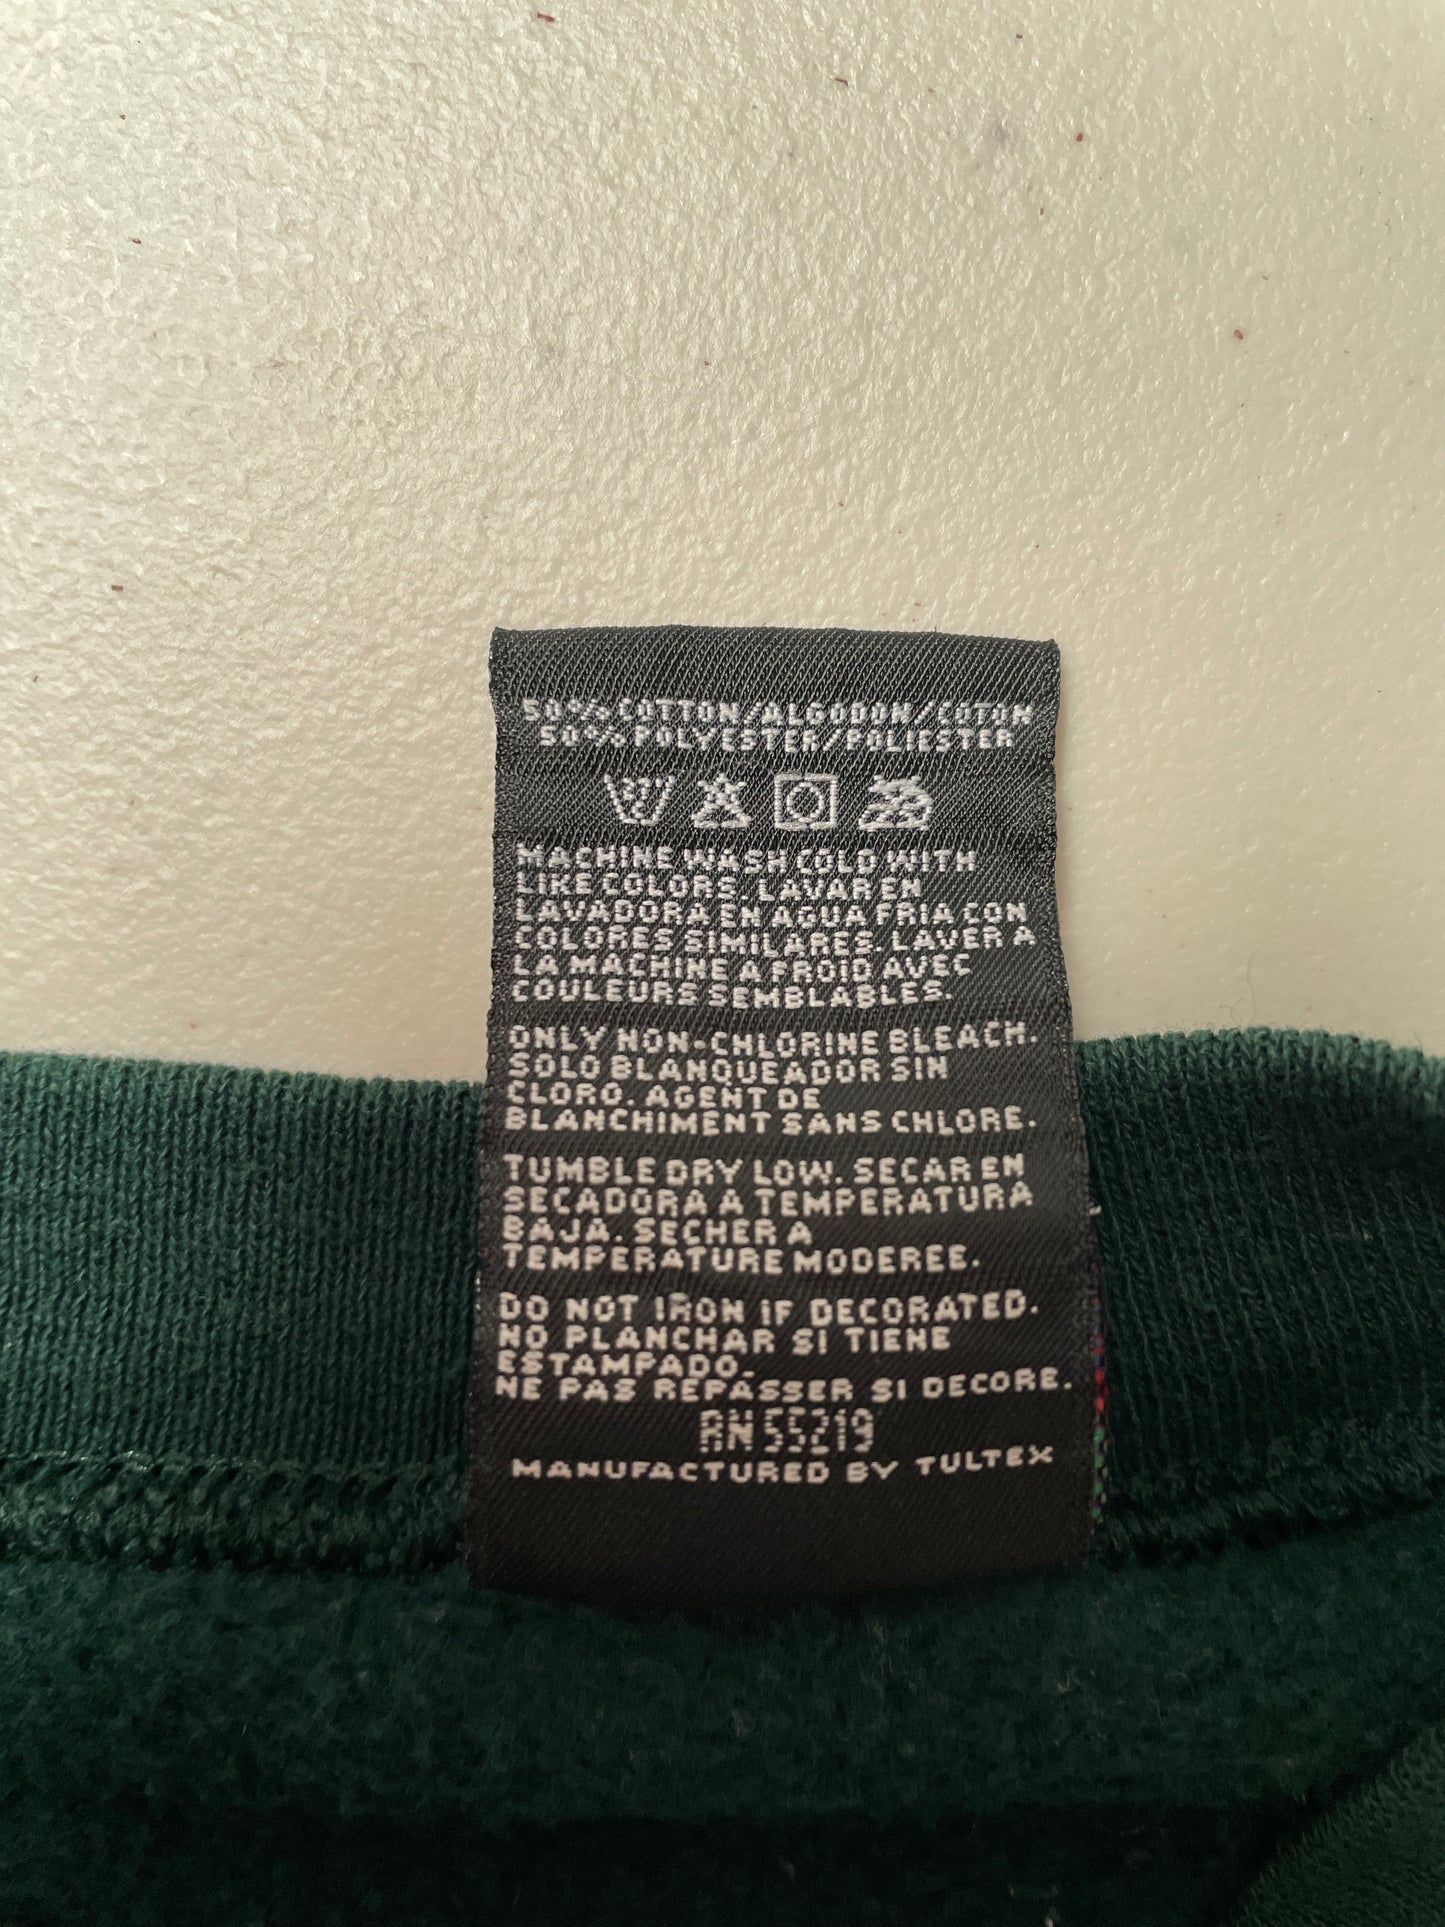 50% COTTON/ALGODON/COTON
50% POLYESTER/POLIESTER
MACHINE WASH COLD WITH
LIKE COLORS. LAVAR EN
LAVADORA EN AGUA FRIA CON
COLORES SIMILARES. LAVER A
LA MACHINE A FROID AVEC
COULEURS SEMBLABLES.
ONLY NON-CHLORINE BLEACH.
SOLO BLANQUEADOR SIN
CLORO. AGENT DE
BLANCHIMENT SANS CHLORE.
TUMBLE DRY LOW. SECAR EN
SECADORA A TEMPERATURA
BAJA. SECHER A
TEMPERATURE MODEREE.
DO NOT IRON IF DECORATED.
NO PLANCHAR SI TIENE
ESTAMPADO.
NE PAS REPASSER SI DECORE.
RN 55219
MANUFACTURED BY TULTEX